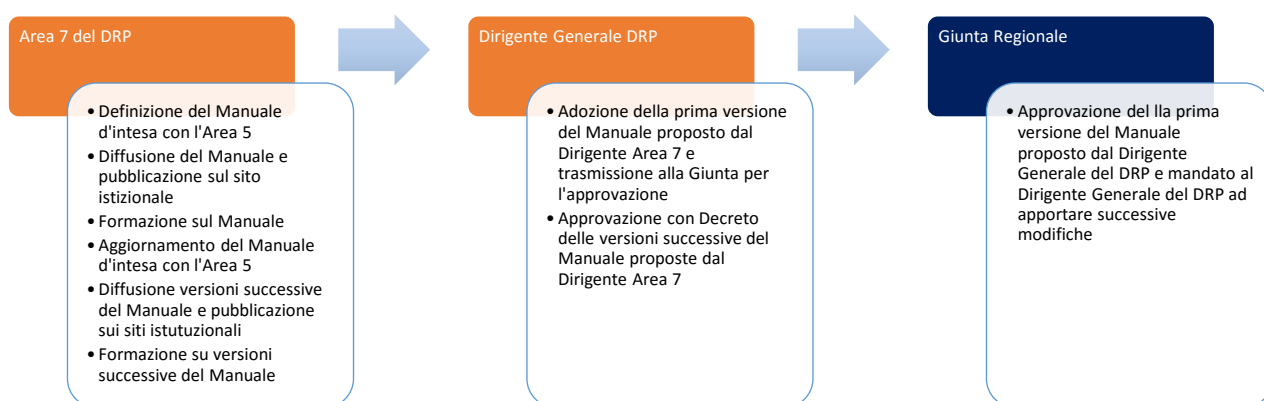 Area 7 del DRP
• Definizione del Manuale
d'intesa con l'Area 5
• Diffusione del Manuale e
pubblicazione sul sito
istizionale
• Formazione sul Manuale
• Aggiornamento del Manuale
d'intesa con l'Area 5
• Diffusione versioni successive
del Manuale e pubblicazione
sui siti istutuzionali
• Formazione su versioni
successive del Manuale
Dirigente Generale DRP
• Adozione della prima versione
del Manuale proposto dal
Dirigente Area 7 e
trasmissione alla Giunta per
l'approvazione
• Approvazione con Decreto
delle versioni successive del
Manuale proposte dal
Dirigente Area 7
Giunta Regionale
• Approvazione del lla prima
versione del Manuale
proposto dal Dirigente
Generale del DRP e mandato al
Dirigente Generale del DRP ad
apportare successive
modifiche